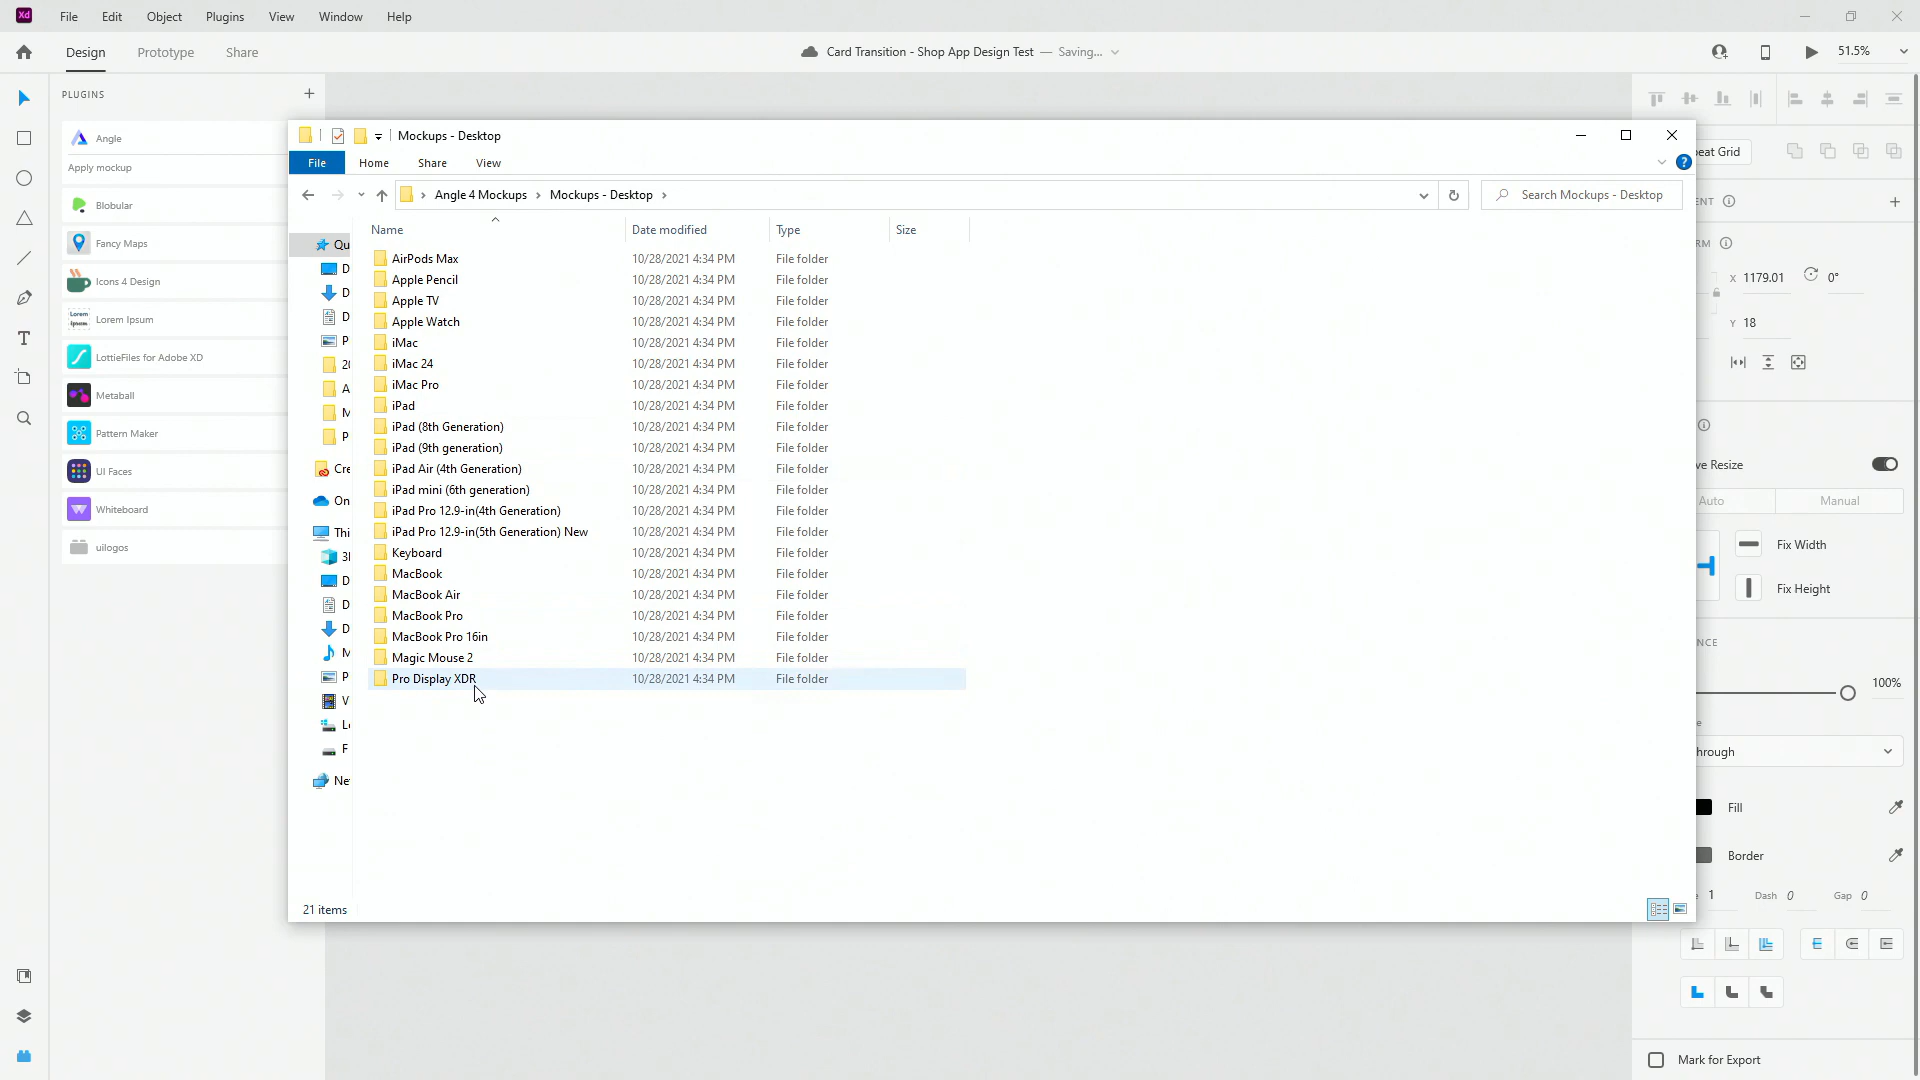 Xd File Edit Object Plugins View Window Help
Design Prototype Share Card Transition - Shop App Design Test — Saving... 51.5%
PLUGINS
Angle
Apply mockup
Blobular
Fancy Maps
Icons 4 Design
Lorem Ipsum
LottieFiles for Adobe XD
Metaball
Pattern Maker
UI Faces
Whiteboard
uilogos
Mockups - Desktop
File Home Share View
Angle 4 Mockups Mockups - Desktop Search Mockups - Desktop
Name Date modified Type Size
AirPods Max 10/28/2021 4:34 PM File folder
Apple Pencil 10/28/2021 4:34 PM File folder
Apple TV 10/28/2021 4:34 PM File folder
Apple Watch 10/28/2021 4:34 PM File folder
iMac 10/28/2021 4:34 PM File folder
iMac 24 10/28/2021 4:34 PM File folder
iMac Pro 10/28/2021 4:34 PM File folder
iPad 10/28/2021 4:34 PM File folder
iPad (8th Generation) 10/28/2021 4:34 PM File folder
iPad (9th generation) 10/28/2021 4:34 PM File folder
iPad Air (4th Generation) 10/28/2021 4:34 PM File folder
iPad mini (6th generation) 10/28/2021 4:34 PM File folder
iPad Pro 12.9-in(4th Generation) 10/28/2021 4:34 PM File folder
iPad Pro 12.9-in(5th Generation) New 10/28/2021 4:34 PM File folder
Keyboard 10/28/2021 4:34 PM File folder
MacBook 10/28/2021 4:34 PM File folder
MacBook Air 10/28/2021 4:34 PM File folder
MacBook Pro 10/28/2021 4:34 PM File folder
MacBook Pro 16in 10/28/2021 4:34 PM File folder
Magic Mouse 2 10/28/2021 4:34 PM File folder
Pro Display XDR 10/28/2021 4:34 PM File folder
21 items
eat Grid
ENT
RM
X 1179.01 0°
Y 18
ve Resize
Auto Manual
Fix Width
Fix Height
NCE
100%
hrough
Fill
Border
1 Dash 0 Gap 0
Mark for Export